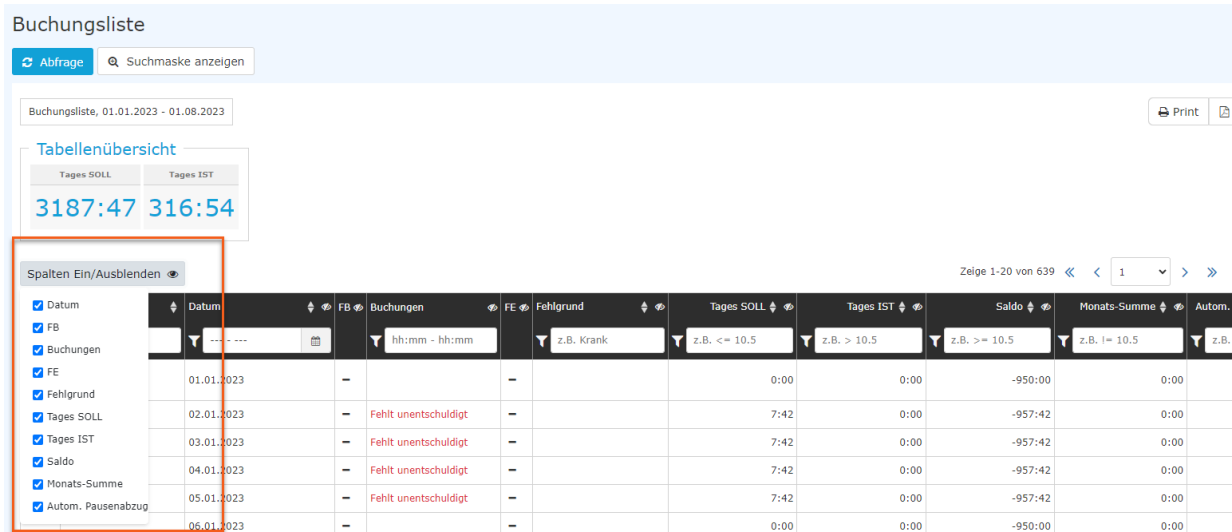 Buchungsliste
Abfrage Suchmaske anzeigen
Buchungsliste, 01.01.2023 - 01.08.2023 Print
Tabellenübersicht
Tages SOLL Tages IST
3187:47 316:54
Spalten Ein/Ausblenden Zeige 1-20 von 639 1
Datum FB Buchungen FE Fehlgrund Tages SOLL Tages IST Saldo Monats-Summe Autom.
--- - --- hh:mm - hh:mm z.B. Krank z.B. <= 10.5 z.B. > 10.5 z.B. >= 10.5 z.B. != 10.5 z.B.
Datum
FB
Buchungen
FE
Fehlgrund
Tages SOLL
Tages IST
Saldo
Monats-Summe
Autom. Pausenabzug
01.01.2023 – – 0:00 0:00 -950:00 0:00
02.01.2023 – Fehlt unentschuldigt – 7:42 0:00 -957:42 0:00
03.01.2023 – Fehlt unentschuldigt – 7:42 0:00 -957:42 0:00
04.01.2023 – Fehlt unentschuldigt – 7:42 0:00 -957:42 0:00
05.01.2023 – Fehlt unentschuldigt – 7:42 0:00 -957:42 0:00
06.01.2023 – – 0:00 0:00 -950:00 0:00